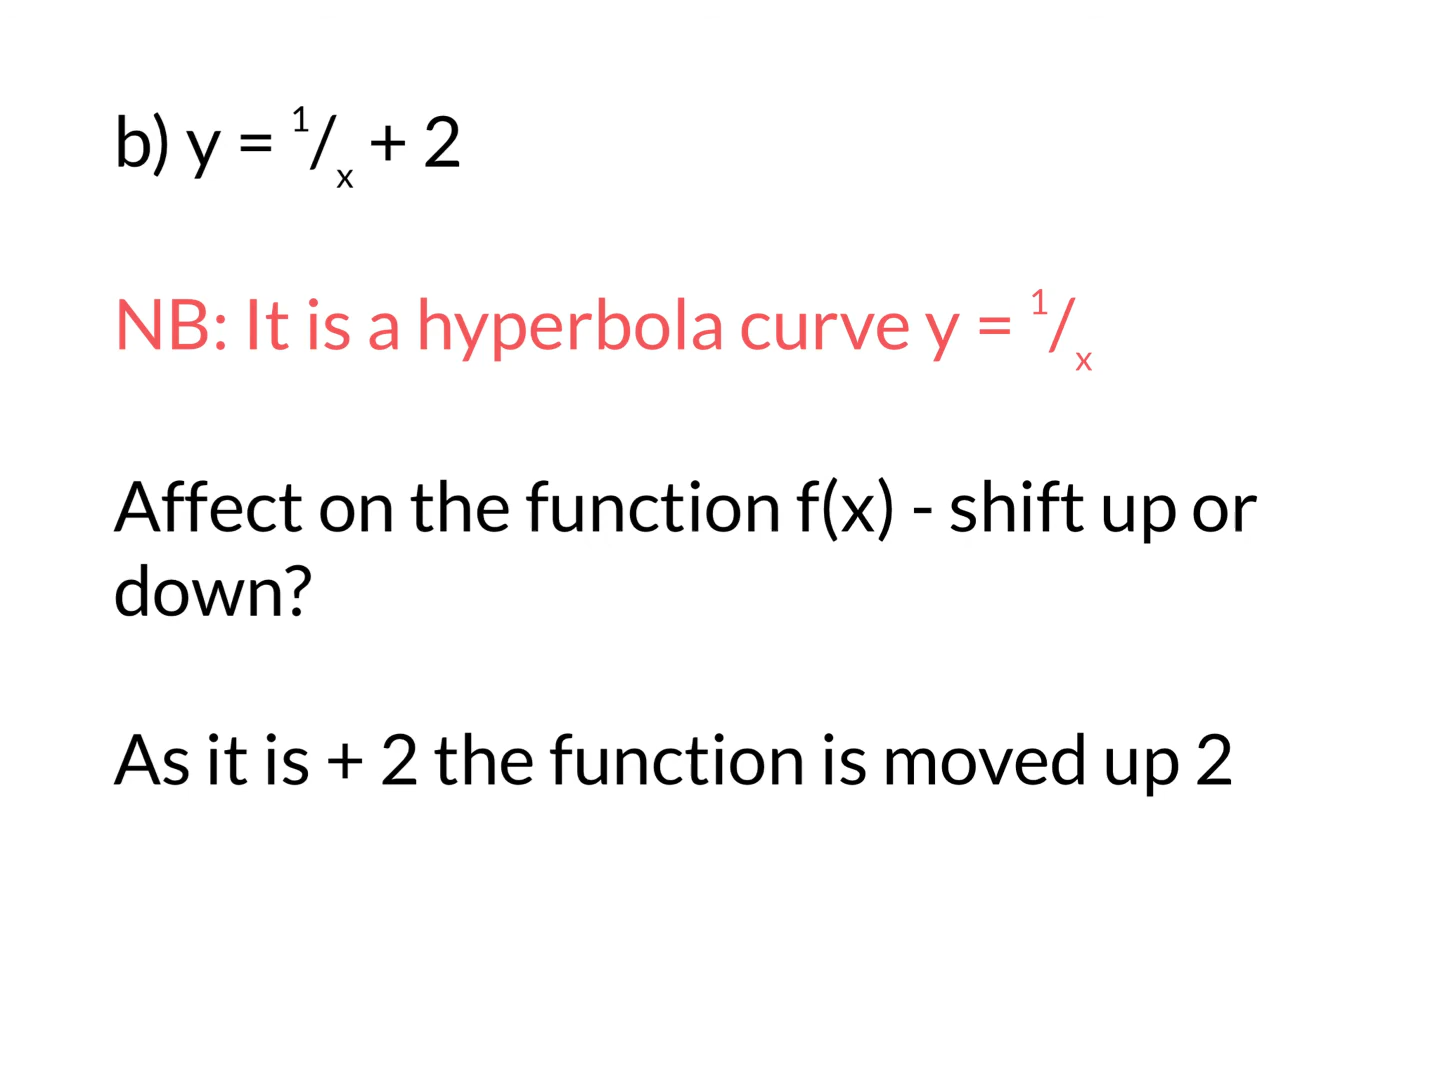 b) y = ¹/ₓ + 2
NB: It is a hyperbola curve y = ¹/ₓ
Affect on the function f(x) - shift up or
down?
As it is + 2 the function is moved up 2